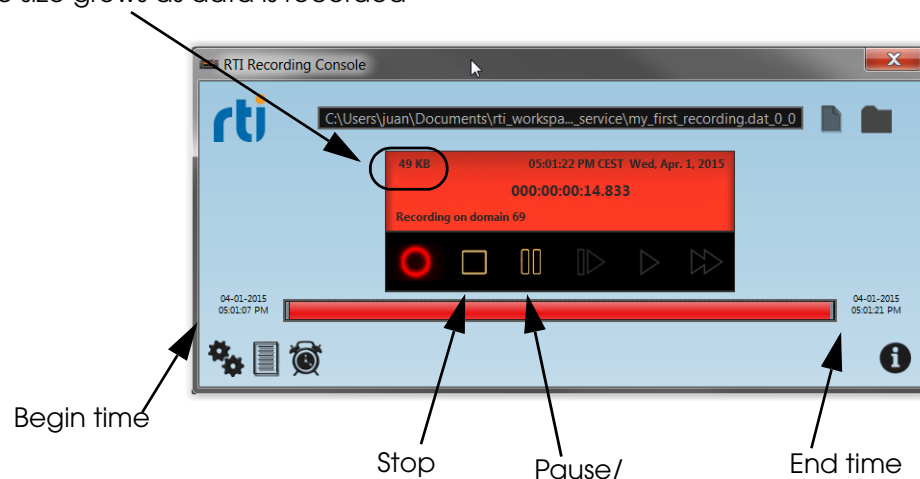 size grows as data is recorded
RTI Recording Console
rti
C:\Users\juan\Documents\rti_workspa..._service\my_first_recording.dat_0_0
49 KB
05:01:22 PM CEST Wed, Apr. 1, 2015
000:00:00:14.833
Recording on domain 69
04-01-2015
05:01:07 PM
04-01-2015
05:01:21 PM
Begin time
Stop
Pause/
End time